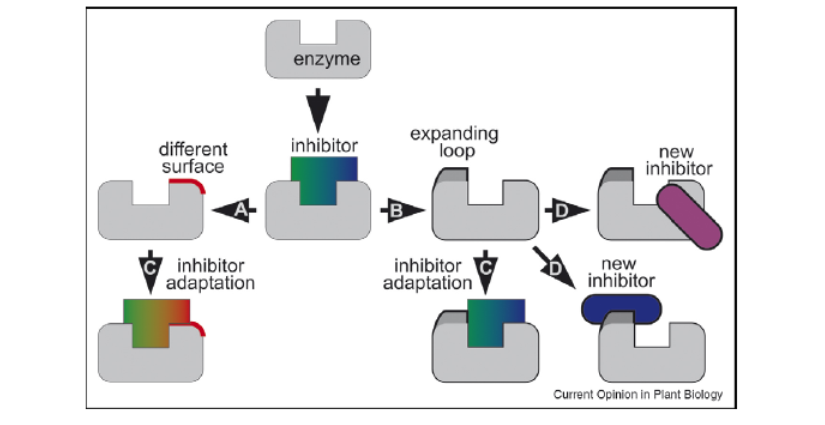 enzyme
inhibitor
different
surface
expanding
loop
new
inhibitor
A
B
D
C
inhibitor
adaptation
inhibitor
adaptation
C
D
new
inhibitor
Current Opinion in Plant Biology